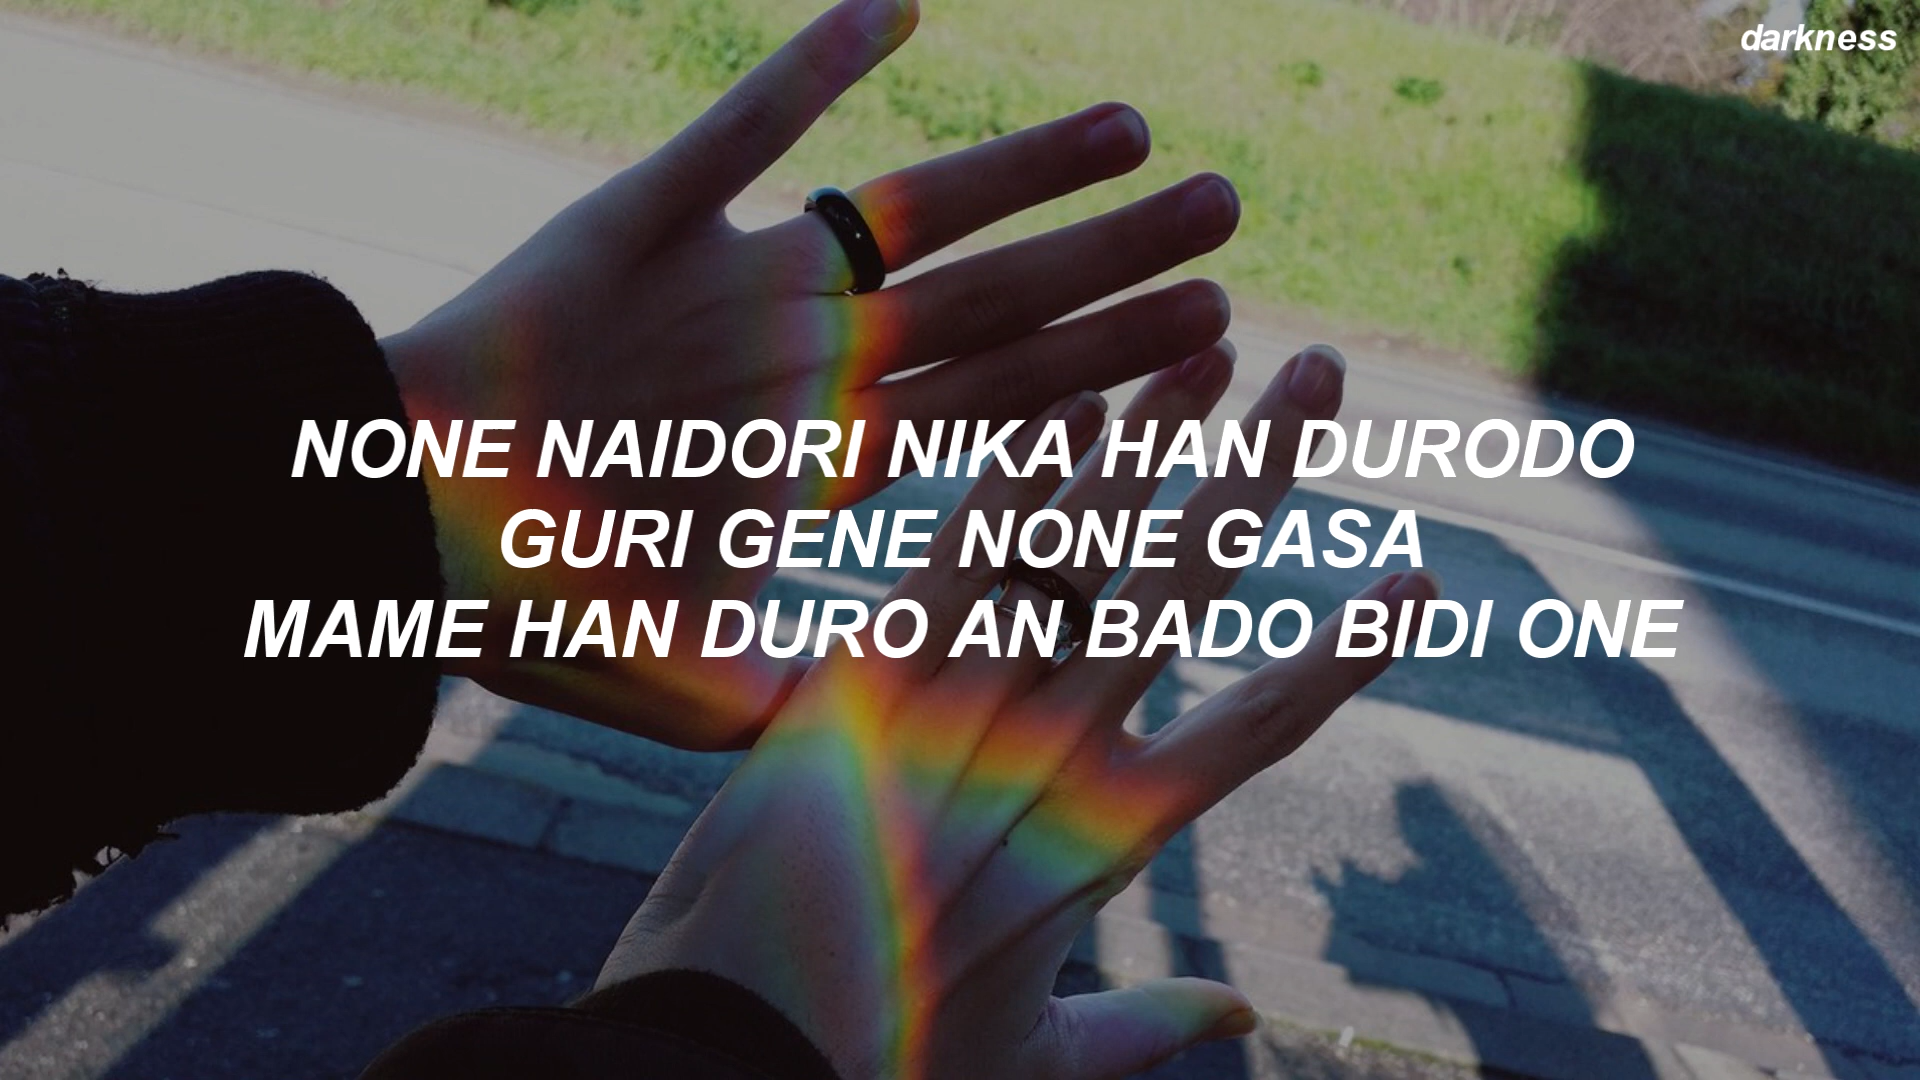 darkness
NONE NAIDORI NIKA HAN DURODO
GURI GENE NONE GASA
MAME HAN DURO AN BADO BIDI ONE